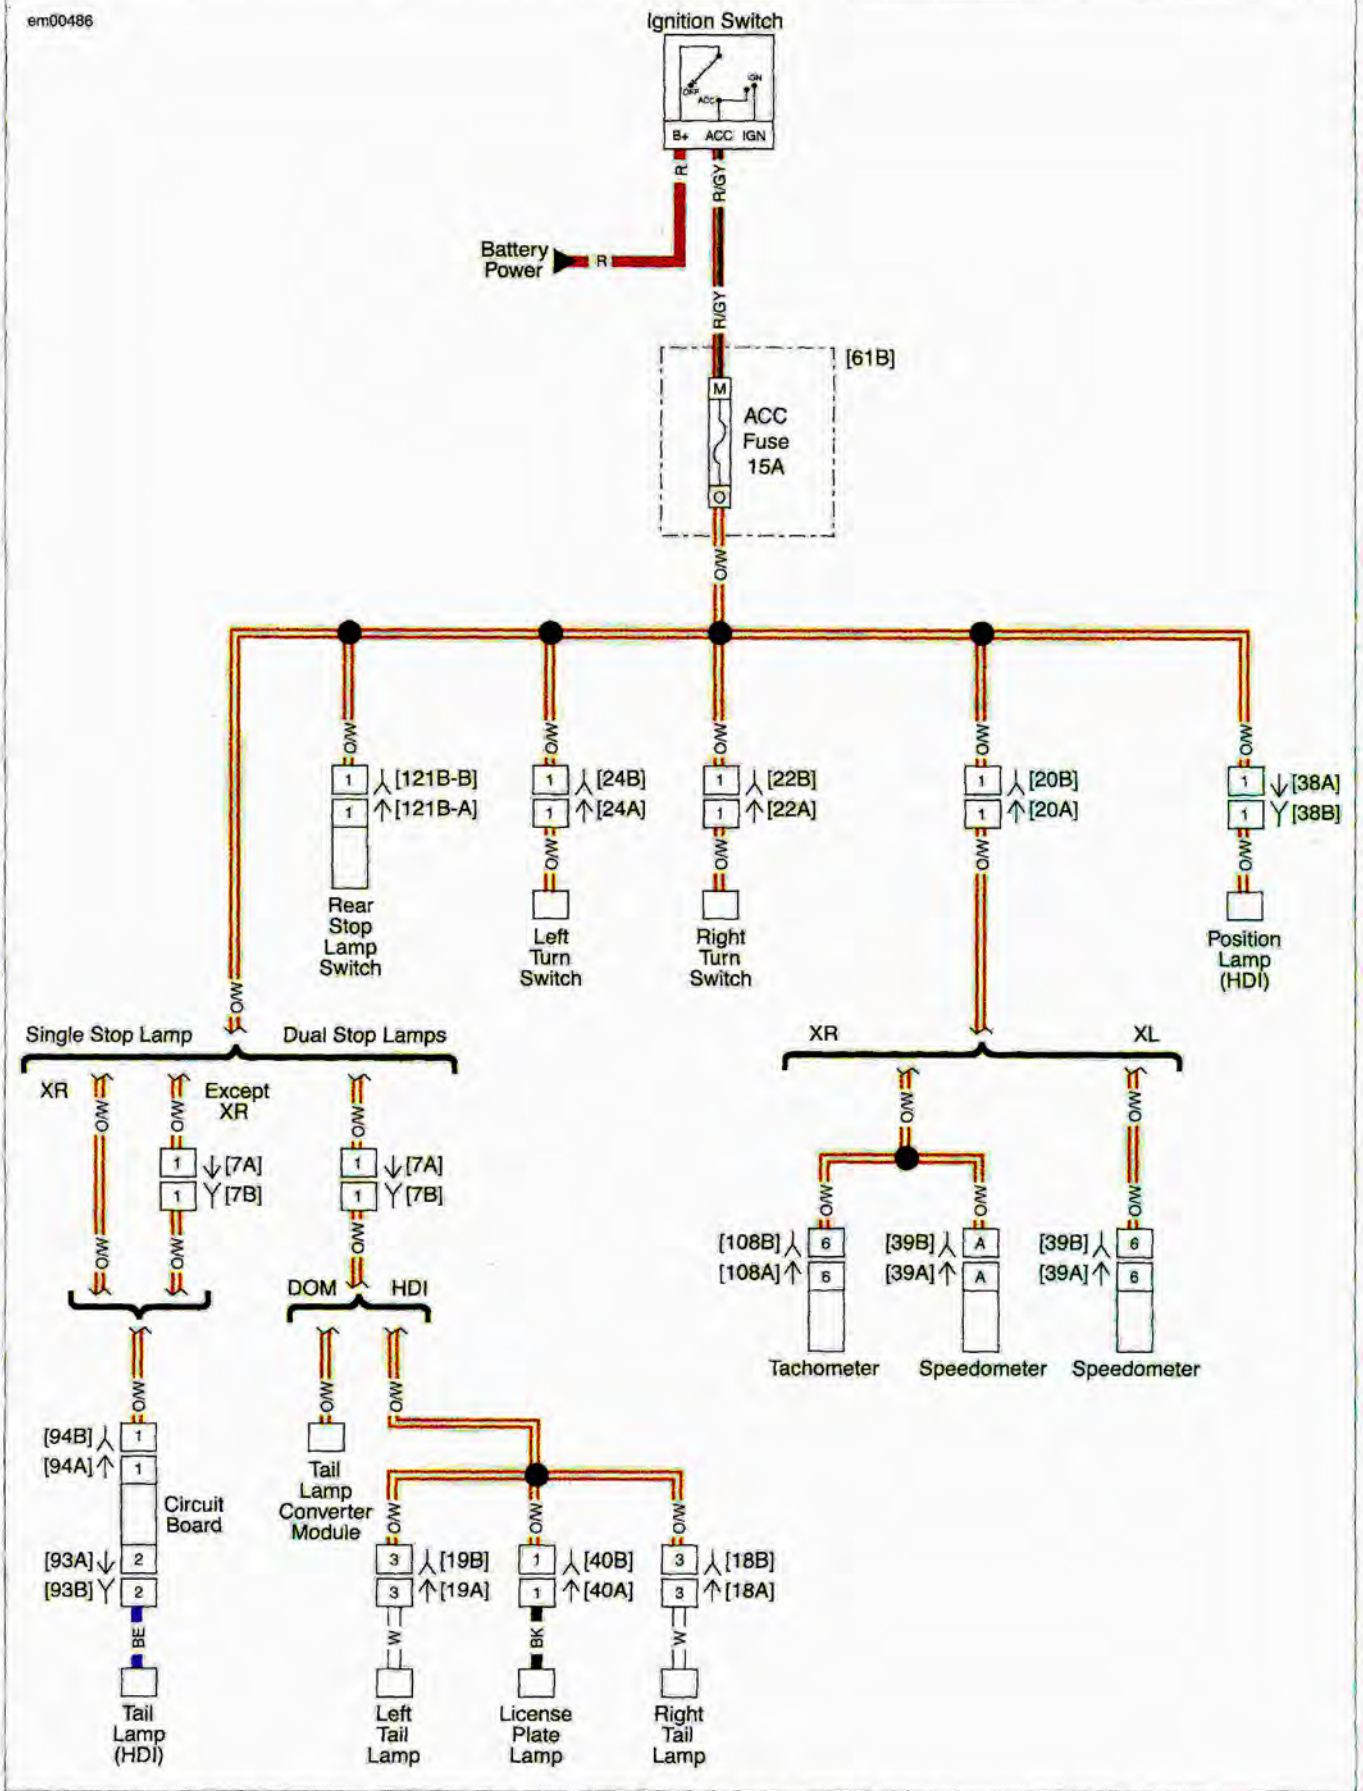 em00486
Ignition Switch
OFF
ACC
IGN
B+ ACC IGN
R
R/GY
Battery
Power
R
R/GY
[61B]
M
ACC
Fuse
15A
O
O/W
O/W O/W O/W O/W O/W
1 [121B-B] 1 [24B] 1 [22B] 1 [20B] 1 [38A]
1 [121B-A] 1 [24A] 1 [22A] 1 [20A] 1 [38B]
O/W O/W O/W O/W
Rear
Stop
Lamp
Switch
Left
Turn
Switch
Right
Turn
Switch
Position
Lamp
(HDI)
O/W
Single Stop Lamp Dual Stop Lamps
XR XL
XR
Except
XR
O/W O/W O/W O/W O/W
1 [7A] 1 [7A]
1 [7B] 1 [7B]
O/W O/W O/W
O/W O/W O/W
[108B] 6 [39B] A [39B] 6
[108A] 6 [39A] A [39A] 6
Tachometer Speedometer Speedometer
DOM HDI
O/W O/W O/W
[94B] 1
[94A] 1
Circuit
Board
[93A] 2
[93B] 2
BE
Tail
Lamp
(HDI)
Tail
Lamp
Converter
Module
O/W O/W O/W
3 [19B] 1 [40B] 3 [18B]
3 [19A] 1 [40A] 3 [18A]
W BK W
Left
Tail
Lamp
License
Plate
Lamp
Right
Tail
Lamp